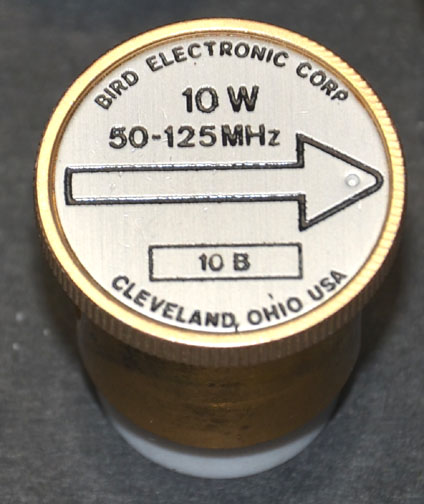 BIRD ELECTRONIC CORP
10 W
50-125MHz
10 B
CLEVELAND, OHIO USA